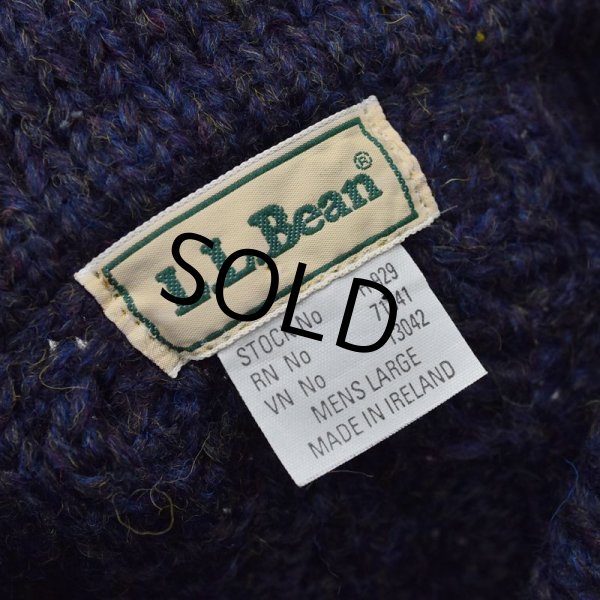 L.L.Bean®
SOLD
STOCK No
RN No
VN No
MENS LARGE
MADE IN IRELAND